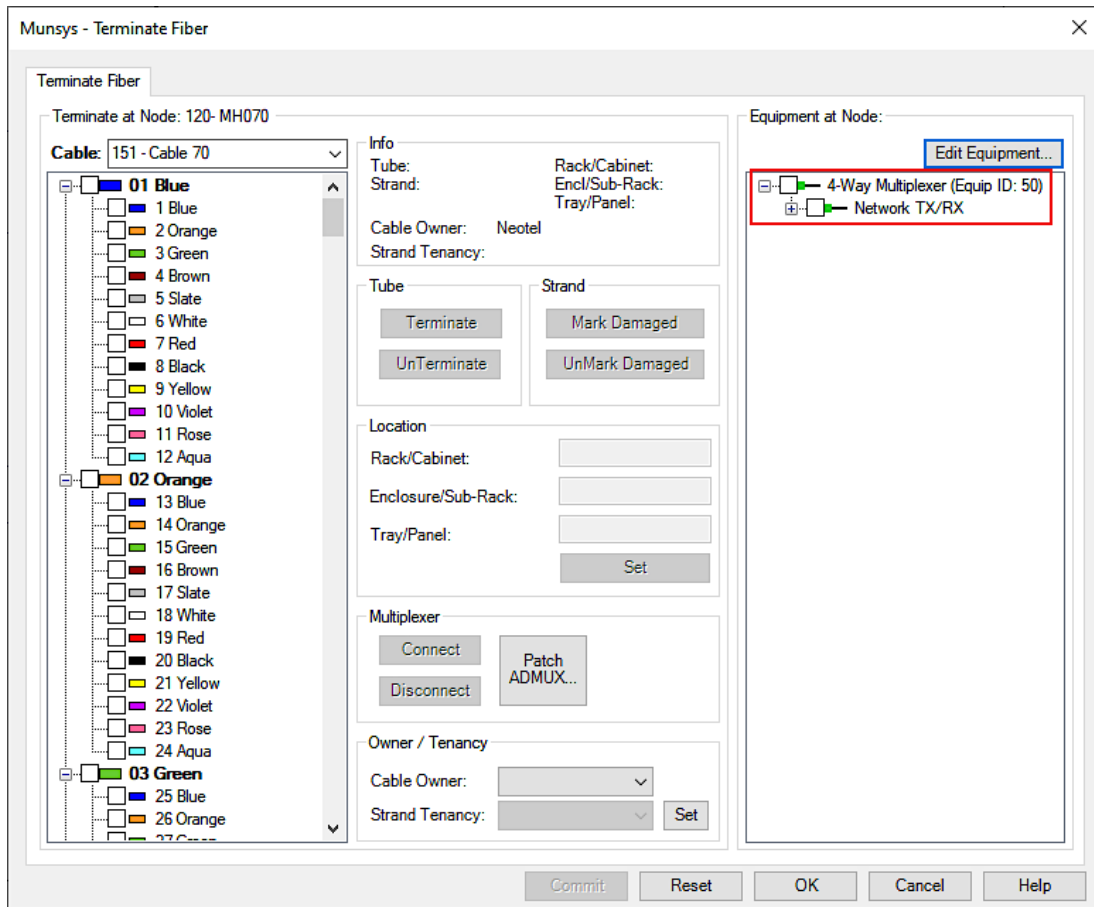 Munsys - Terminate Fiber
Terminate Fiber
Terminate at Node: 120- MH070
Cable: 151 - Cable 70
01 Blue
1 Blue
2 Orange
3 Green
4 Brown
5 Slate
6 White
7 Red
8 Black
9 Yellow
10 Violet
11 Rose
12 Aqua
02 Orange
13 Blue
14 Orange
15 Green
16 Brown
17 Slate
18 White
19 Red
20 Black
21 Yellow
22 Violet
23 Rose
24 Aqua
03 Green
25 Blue
26 Orange
Info
Tube: Rack/Cabinet:
Strand: Encl/Sub-Rack:
Tray/Panel:
Cable Owner: Neotel
Strand Tenancy:
Tube
Terminate
UnTerminate
Strand
Mark Damaged
UnMark Damaged
Location
Rack/Cabinet:
Enclosure/Sub-Rack:
Tray/Panel:
Set
Multiplexer
Connect
Disconnect
Patch
ADMUX...
Owner / Tenancy
Cable Owner:
Strand Tenancy: Set
Equipment at Node:
Edit Equipment...
4-Way Multiplexer (Equip ID: 50)
Network TX/RX
Commit Reset OK Cancel Help